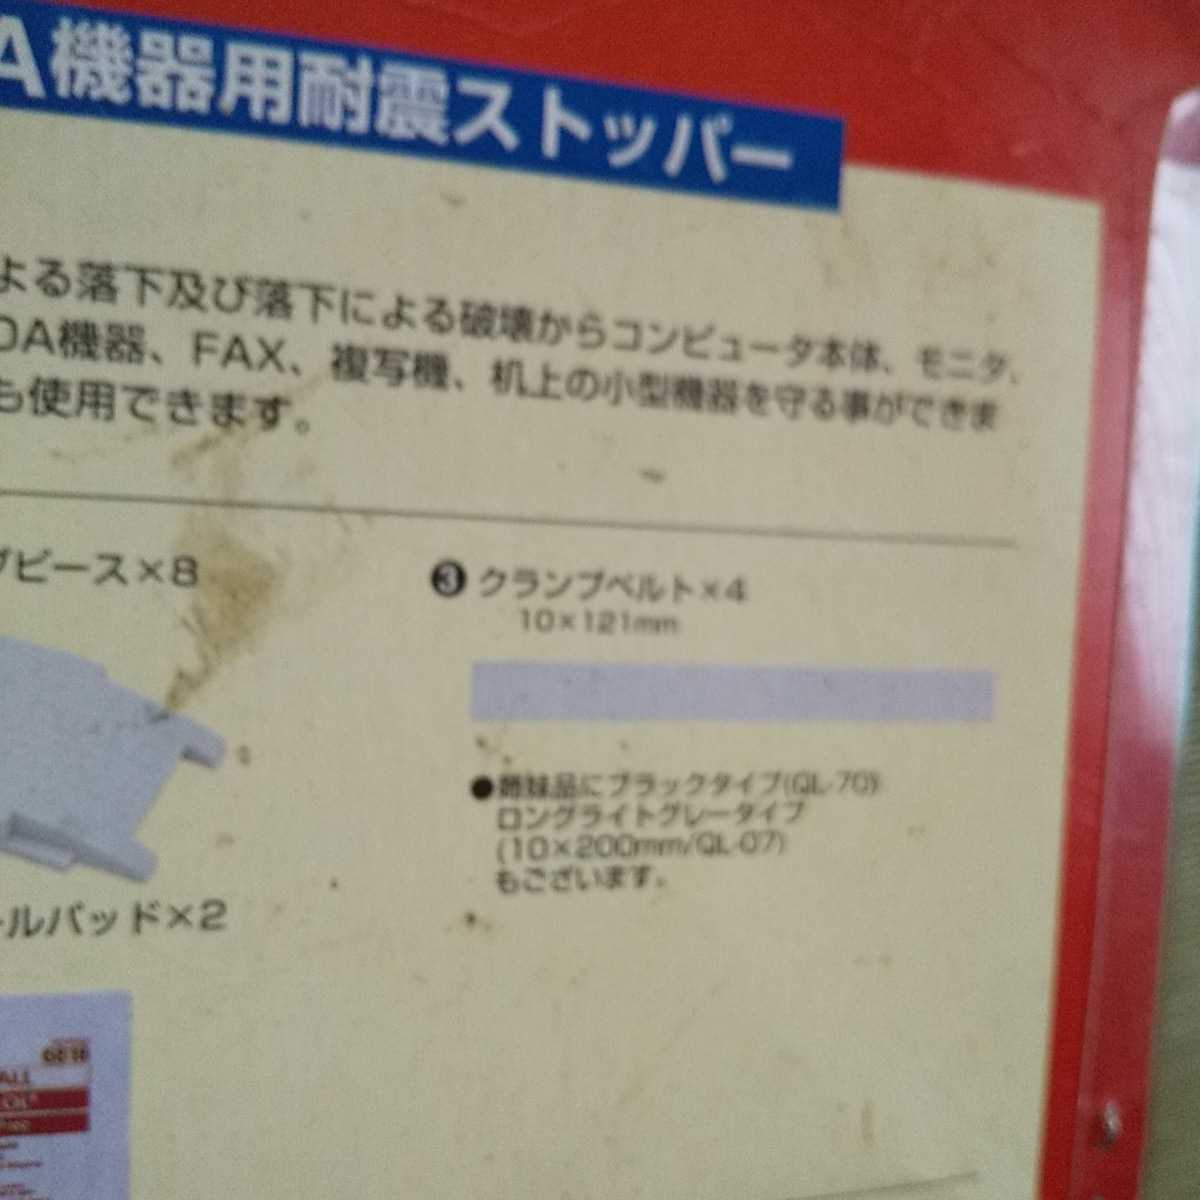 A機器用耐震ストッパー
よる落下及び落下による破壊からコンピュータ本体、モニタ、
OA機器、FAX、複写機、机上の小型機器を守る事ができま
も使用できます。
グピース×8
❸ クランプベルト×4
10×121mm
●姉妹品にブラックタイプ(QL-70)
ロングライトグレータイプ
(10×200mm/QL-07)
もございます。
ールパッド×2
6818
ALL